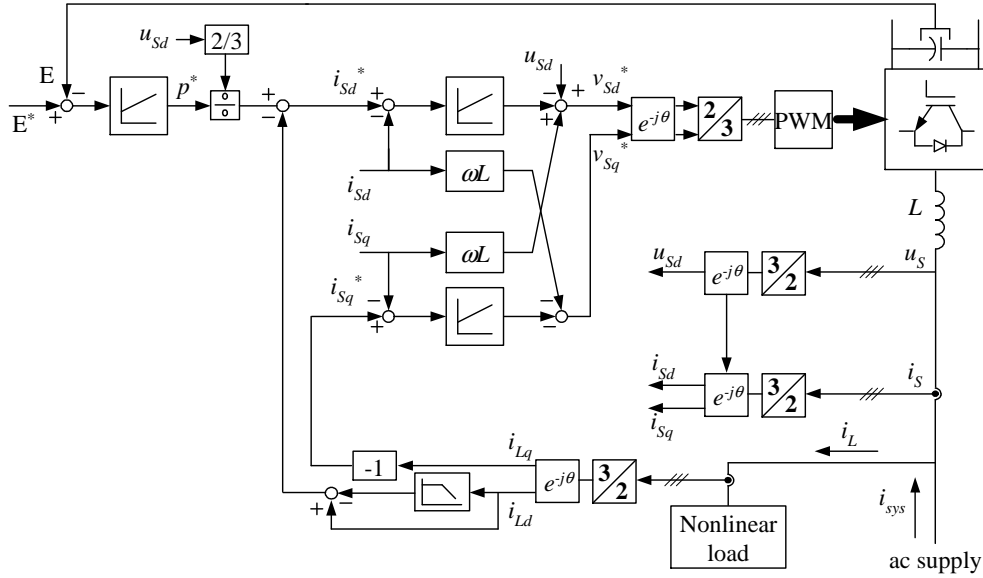 u_Sd
2/3
E
−
p*
÷
E*
+
+
−
i_Sd*
+
−
u_Sd
−
+
+
v_Sd*
v_Sq*
e^{-jθ}
2/3
PWM
i_Sd
ωL
i_Sq
ωL
i_Sq*
−
+
−
−
L
u_S
u_Sd
e^{-jθ}
3/2
i_Sd
i_Sq
e^{-jθ}
3/2
i_S
i_L
i_Lq
-1
e^{-jθ}
3/2
+
−
i_Ld
Nonlinear
load
i_sys
ac supply